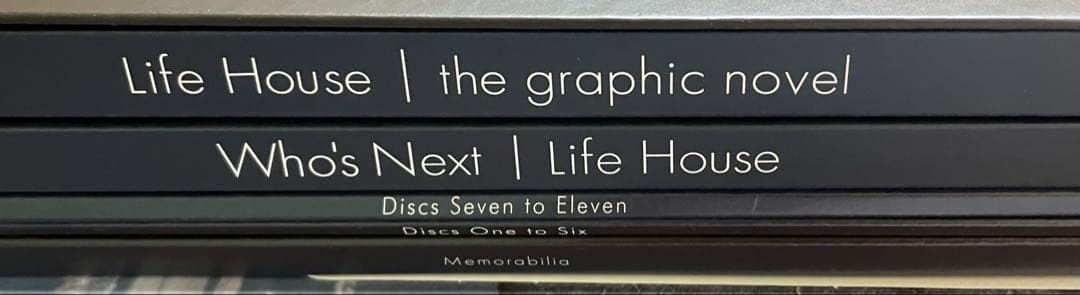 Life House | the graphic novel
Who's Next | Life House
Discs Seven to Eleven
Discs One to Six
Memorabilia